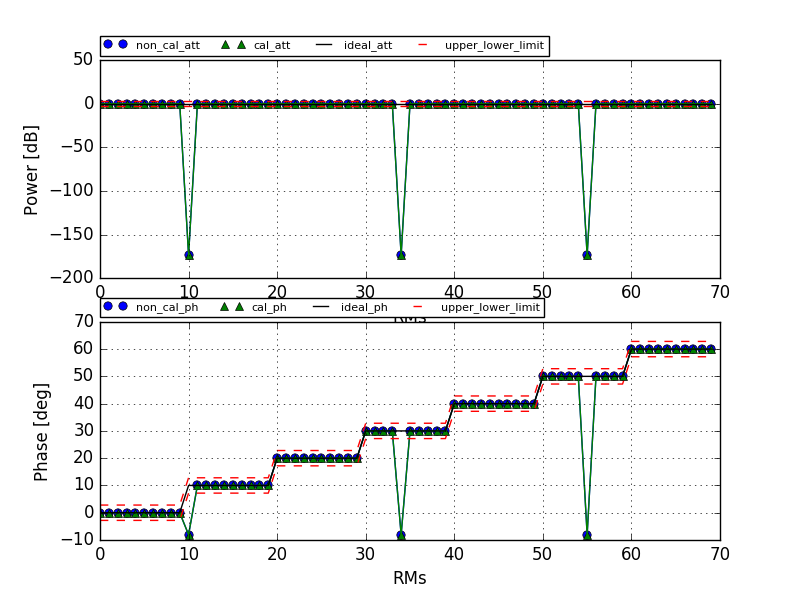 non_cal_att cal_att ideal_att upper_lower_limit
50
0
−50
−100
−150
−200
Power [dB]
0 10 20 30 40 50 60 70
RMs
non_cal_ph cal_ph ideal_ph upper_lower_limit
70
60
50
40
30
20
10
0
−10
Phase [deg]
0 10 20 30 40 50 60 70
RMs